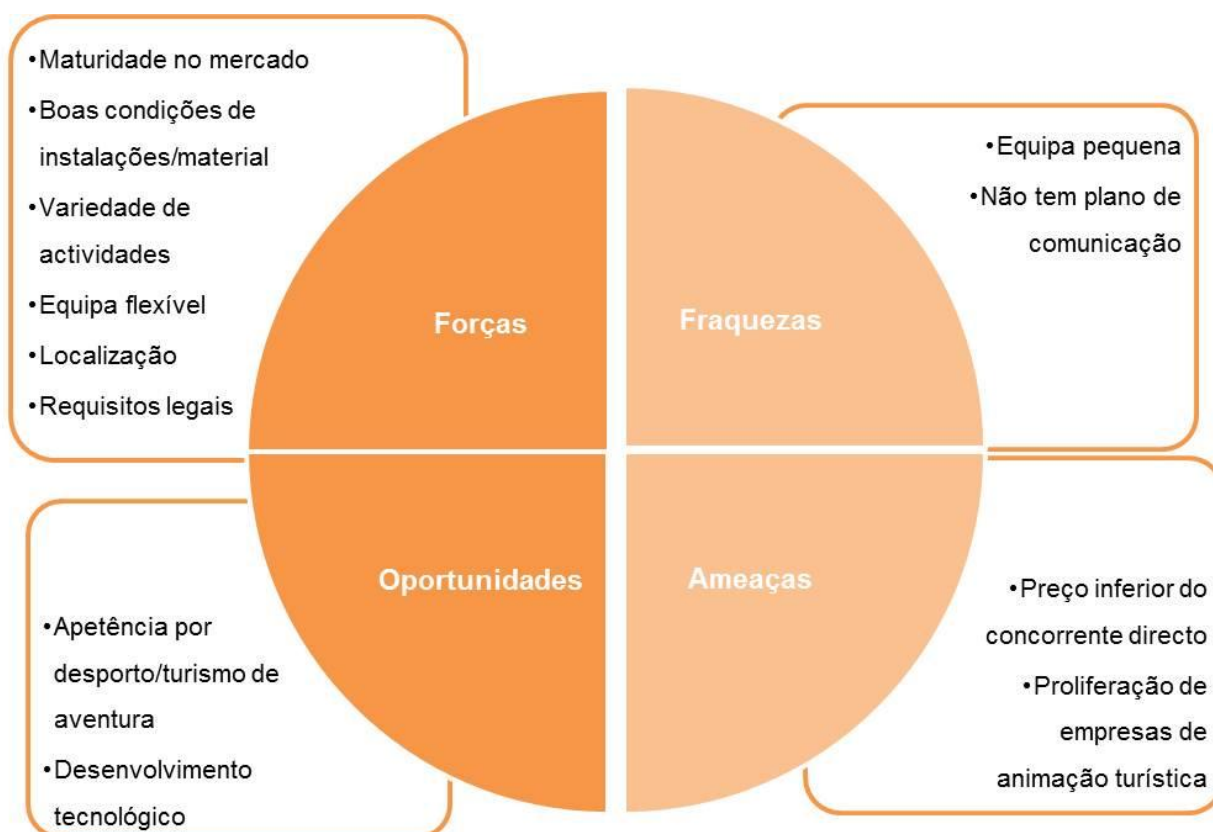 •Maturidade no mercado
•Boas condições de
instalações/material
•Variedade de
actividades
•Equipa flexível
•Localização
•Requisitos legais
Forças
•Equipa pequena
•Não tem plano de
comunicação
Fraquezas
•Apetência por
desporto/turismo de
aventura
•Desenvolvimento
tecnológico
Oportunidades
Ameaças
•Preço inferior do
concorrente directo
•Proliferação de
empresas de
animação turística